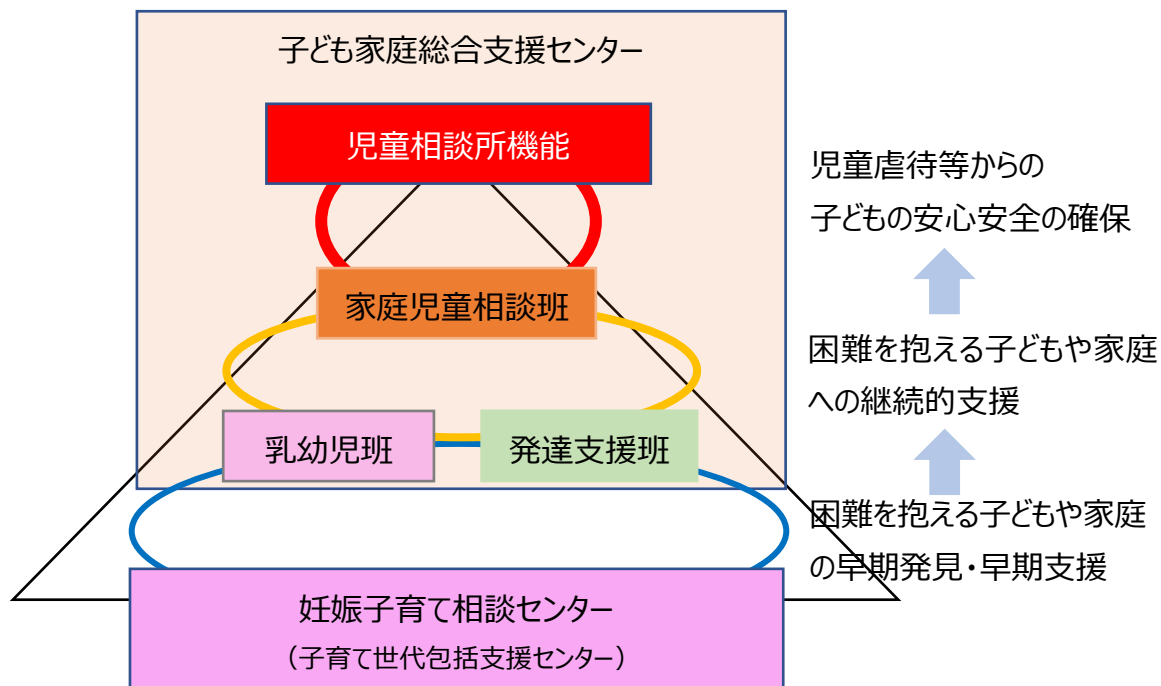 子ども家庭総合支援センター
児童相談所機能
家庭児童相談班
乳幼児班
発達支援班
妊娠子育て相談センター
（子育て世代包括支援センター）
児童虐待等からの
子どもの安心安全の確保
困難を抱える子どもや家庭
への継続的支援
困難を抱える子どもや家庭
の早期発見・早期支援